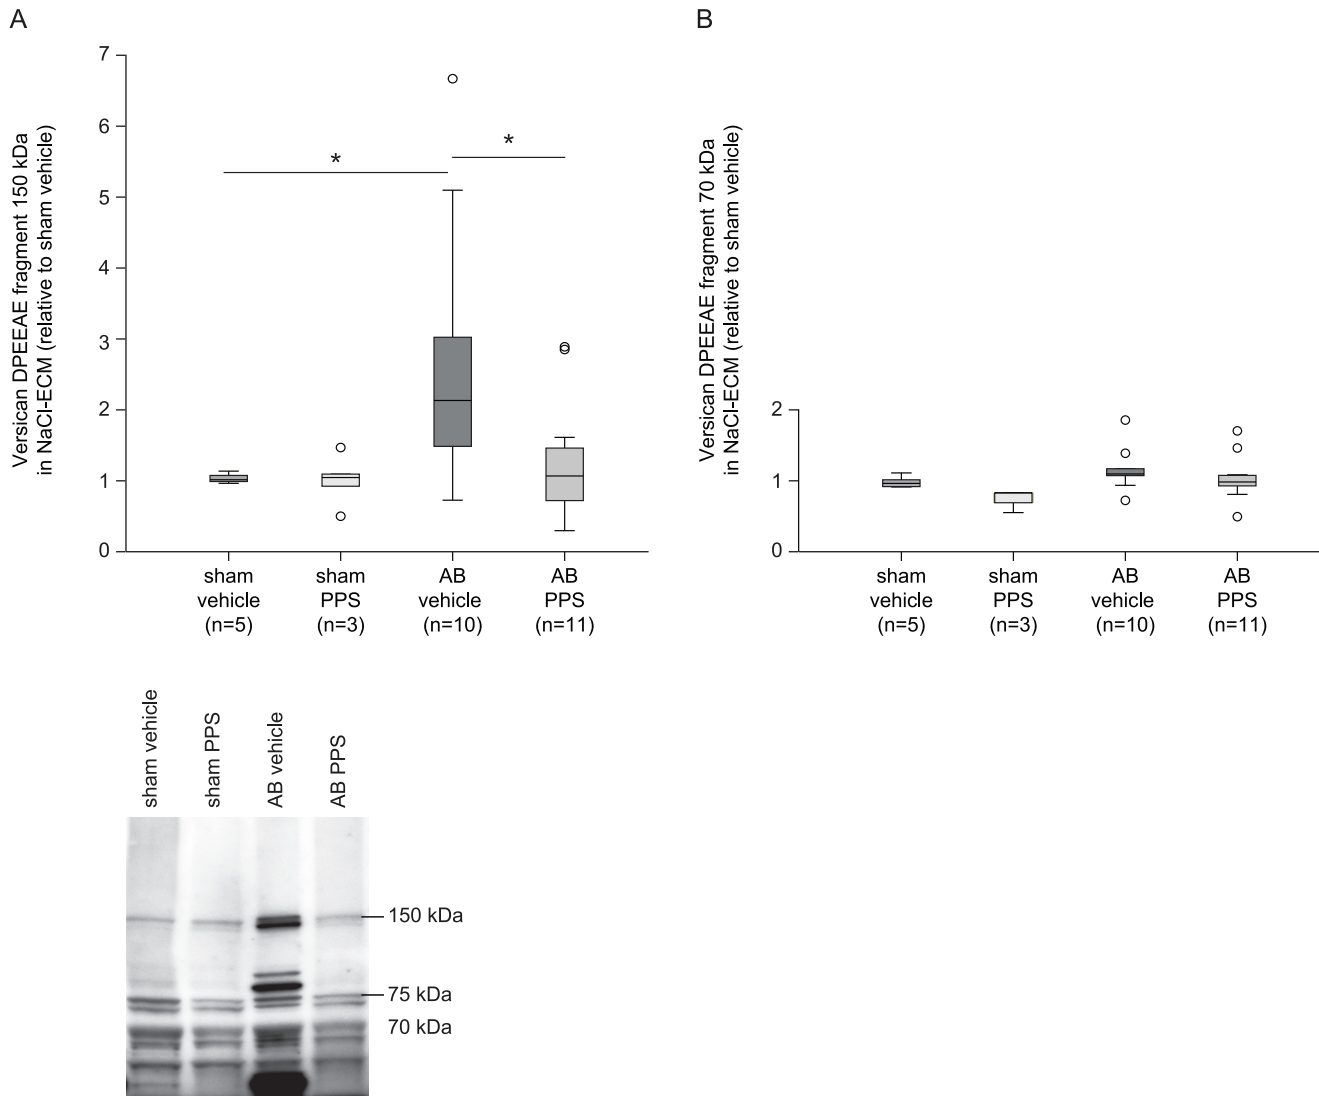 A
Versican DPEEAE fragment 150 kDa
in NaCl-ECM (relative to sham vehicle)
7
6
5
4
3
2
1
0
*
*
sham
vehicle
(n=5)
sham
PPS
(n=3)
AB
vehicle
(n=10)
AB
PPS
(n=11)
B
Versican DPEEAE fragment 70 kDa
in NaCl-ECM (relative to sham vehicle)
2
1
0
sham
vehicle
(n=5)
sham
PPS
(n=3)
AB
vehicle
(n=10)
AB
PPS
(n=11)
sham vehicle
sham PPS
AB vehicle
AB PPS
150 kDa
75 kDa
70 kDa